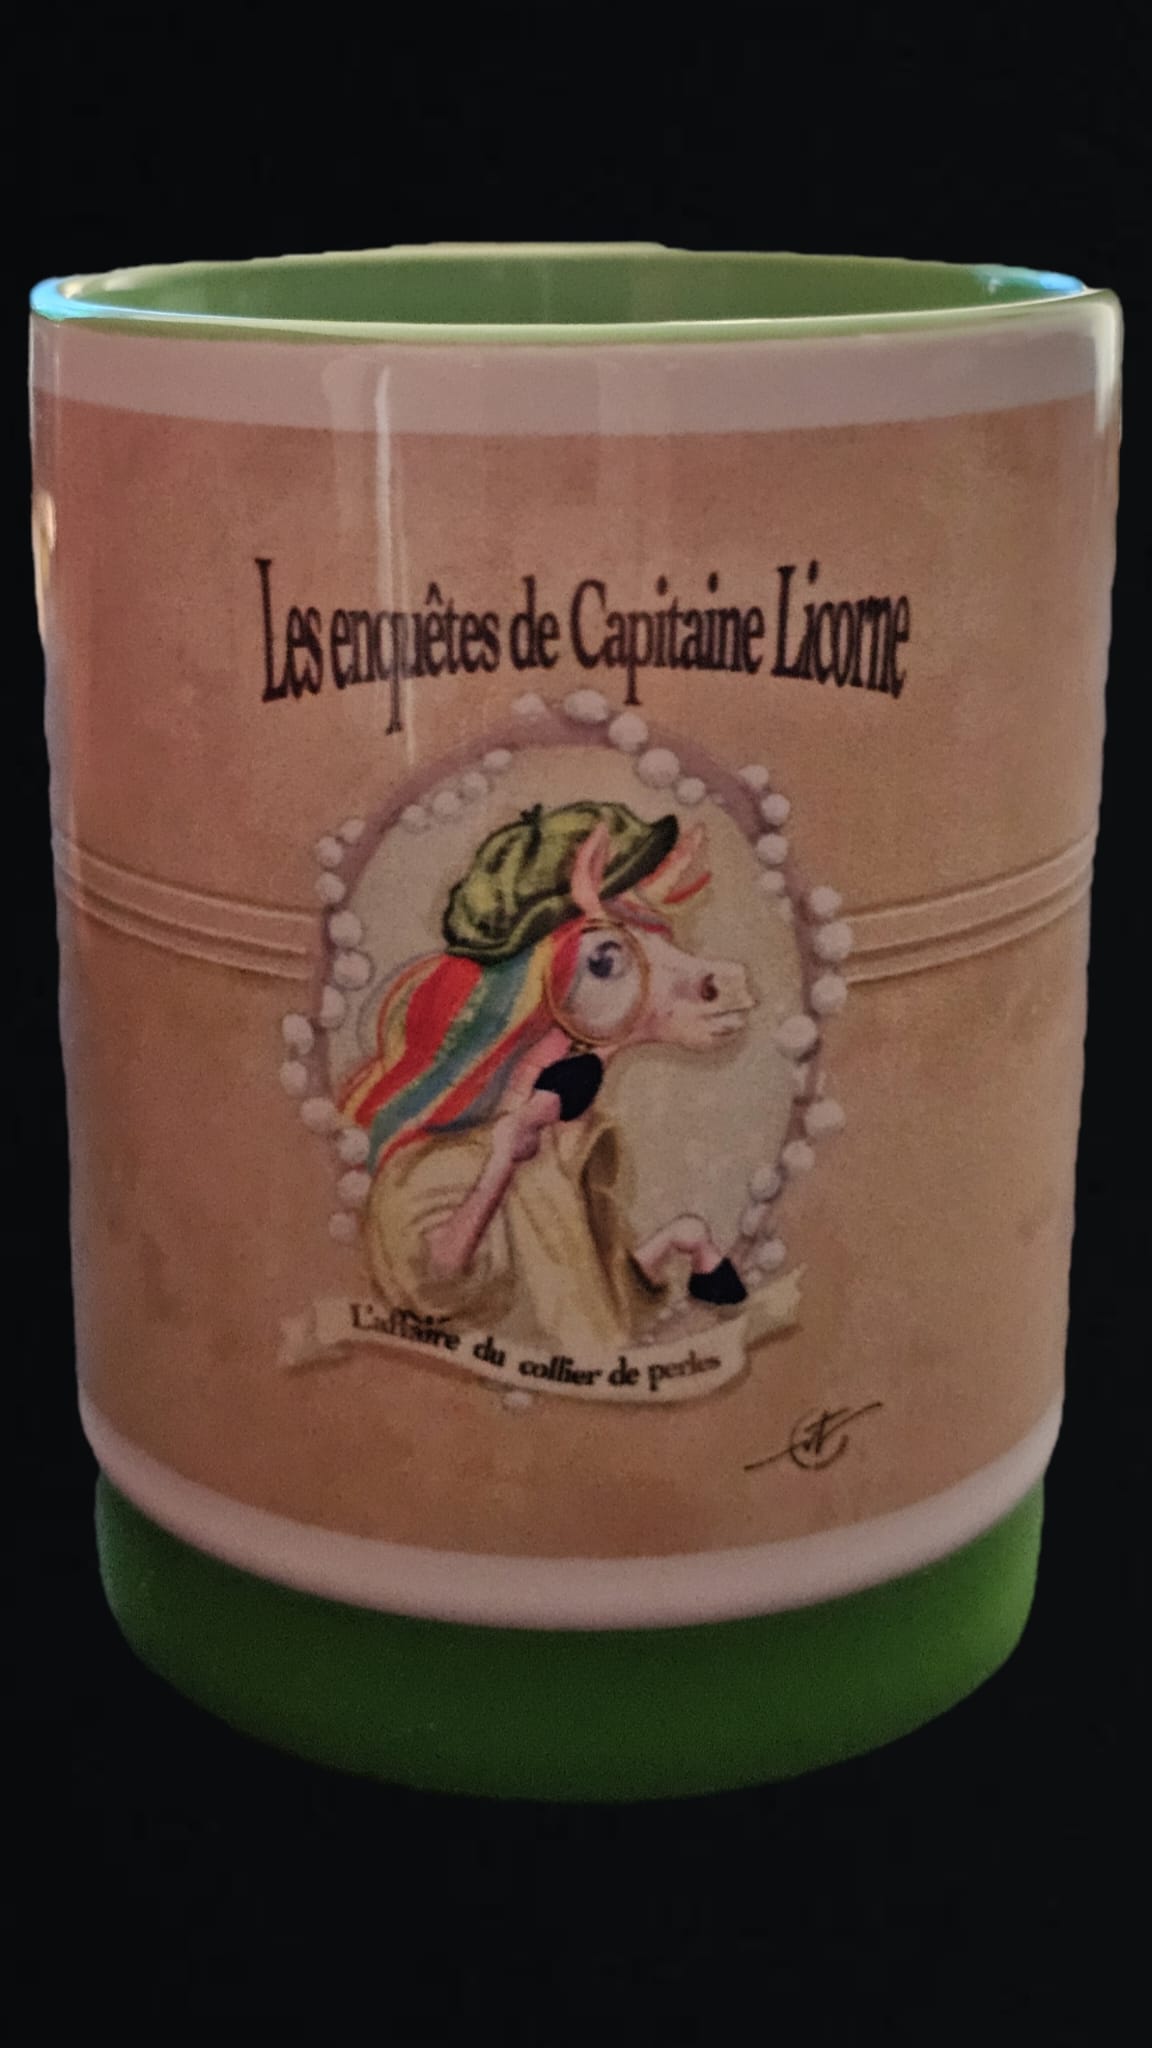 Les enquêtes de Capitaine Licorne
L'affaire du collier de perles